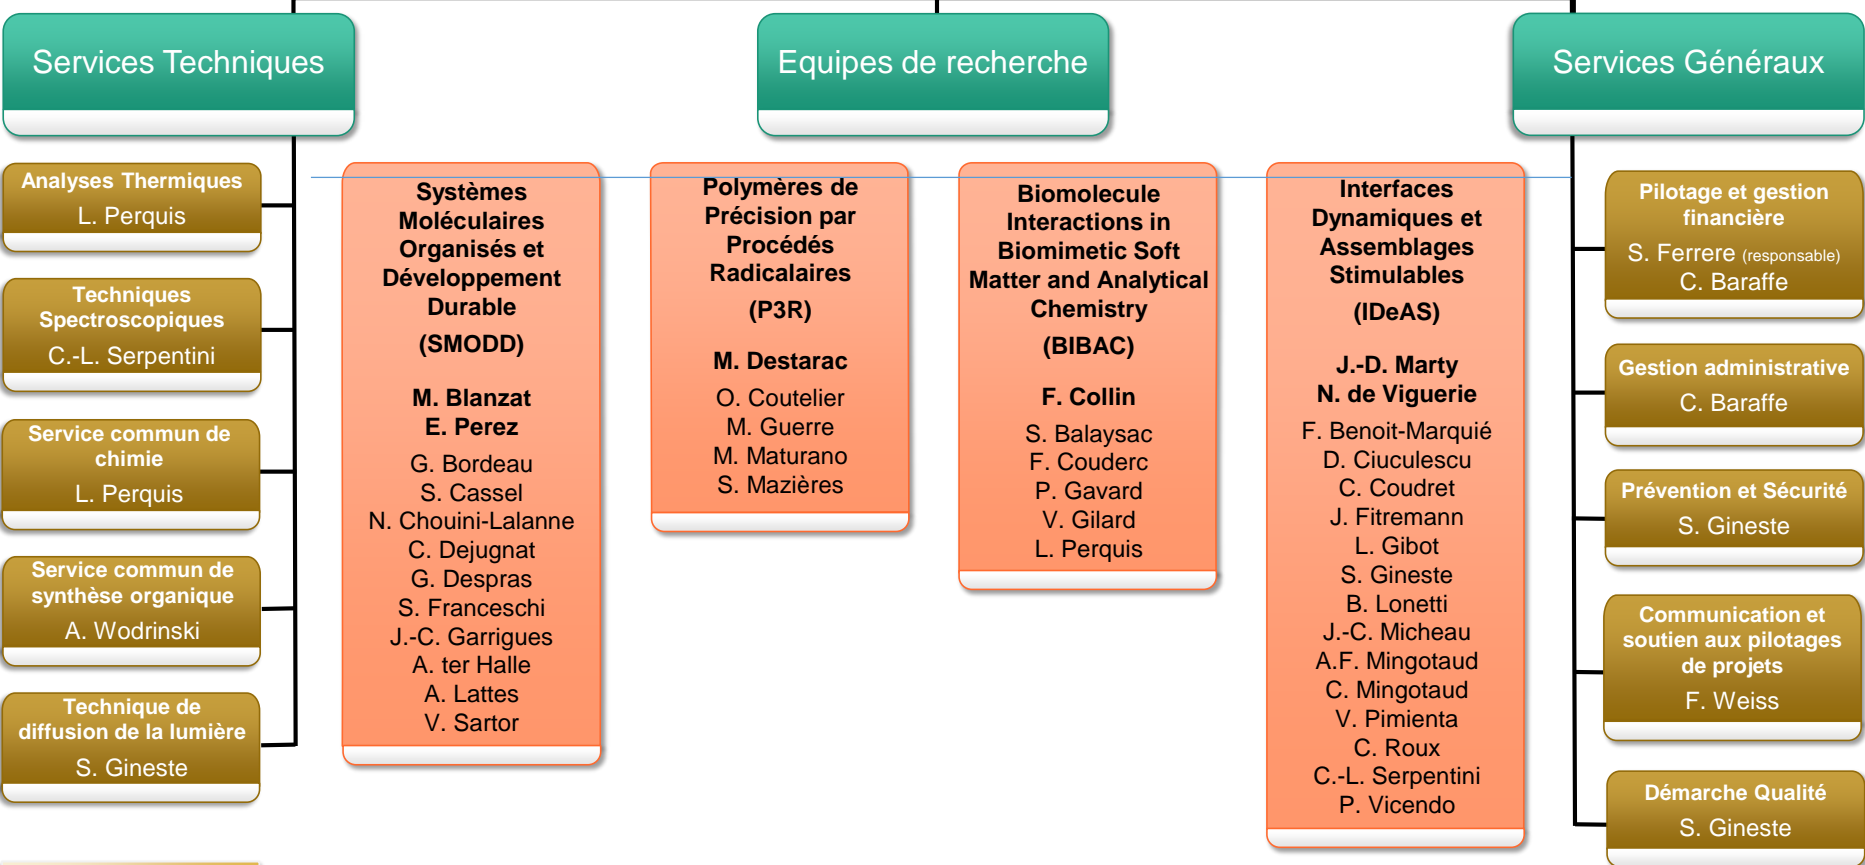 Services Techniques
Equipes de recherche
Services Généraux
Analyses Thermiques
L. Perquis
Techniques
Spectroscopiques
C.-L. Serpentini
Service commun de
chimie
L. Perquis
Service commun de
synthèse organique
A. Wodrinski
Technique de
diffusion de la lumière
S. Gineste
Systèmes
Moléculaires
Organisés et
Développement
Durable
(SMODD)
M. Blanzat
E. Perez
G. Bordeau
S. Cassel
N. Chouini-Lalanne
C. Dejugnat
G. Despras
S. Franceschi
J.-C. Garrigues
A. ter Halle
A. Lattes
V. Sartor
Polymères de
Précision par
Procédés
Radicalaires
(P3R)
M. Destarac
O. Coutelier
M. Guerre
M. Maturano
S. Mazières
Biomolecule
Interactions in
Biomimetic Soft
Matter and Analytical
Chemistry
(BIBAC)
F. Collin
S. Balaysac
F. Couderc
P. Gavard
V. Gilard
L. Perquis
Interfaces
Dynamiques et
Assemblages
Stimulables
(IDeAS)
J.-D. Marty
N. de Viguerie
F. Benoit-Marquié
D. Ciuculescu
C. Coudret
J. Fitremann
L. Gibot
S. Gineste
B. Lonetti
J.-C. Micheau
A.F. Mingotaud
C. Mingotaud
V. Pimienta
C. Roux
C.-L. Serpentini
P. Vicendo
Pilotage et gestion
financière
S. Ferrere (responsable)
C. Baraffe
Gestion administrative
C. Baraffe
Prévention et Sécurité
S. Gineste
Communication et
soutien aux pilotages
de projets
F. Weiss
Démarche Qualité
S. Gineste